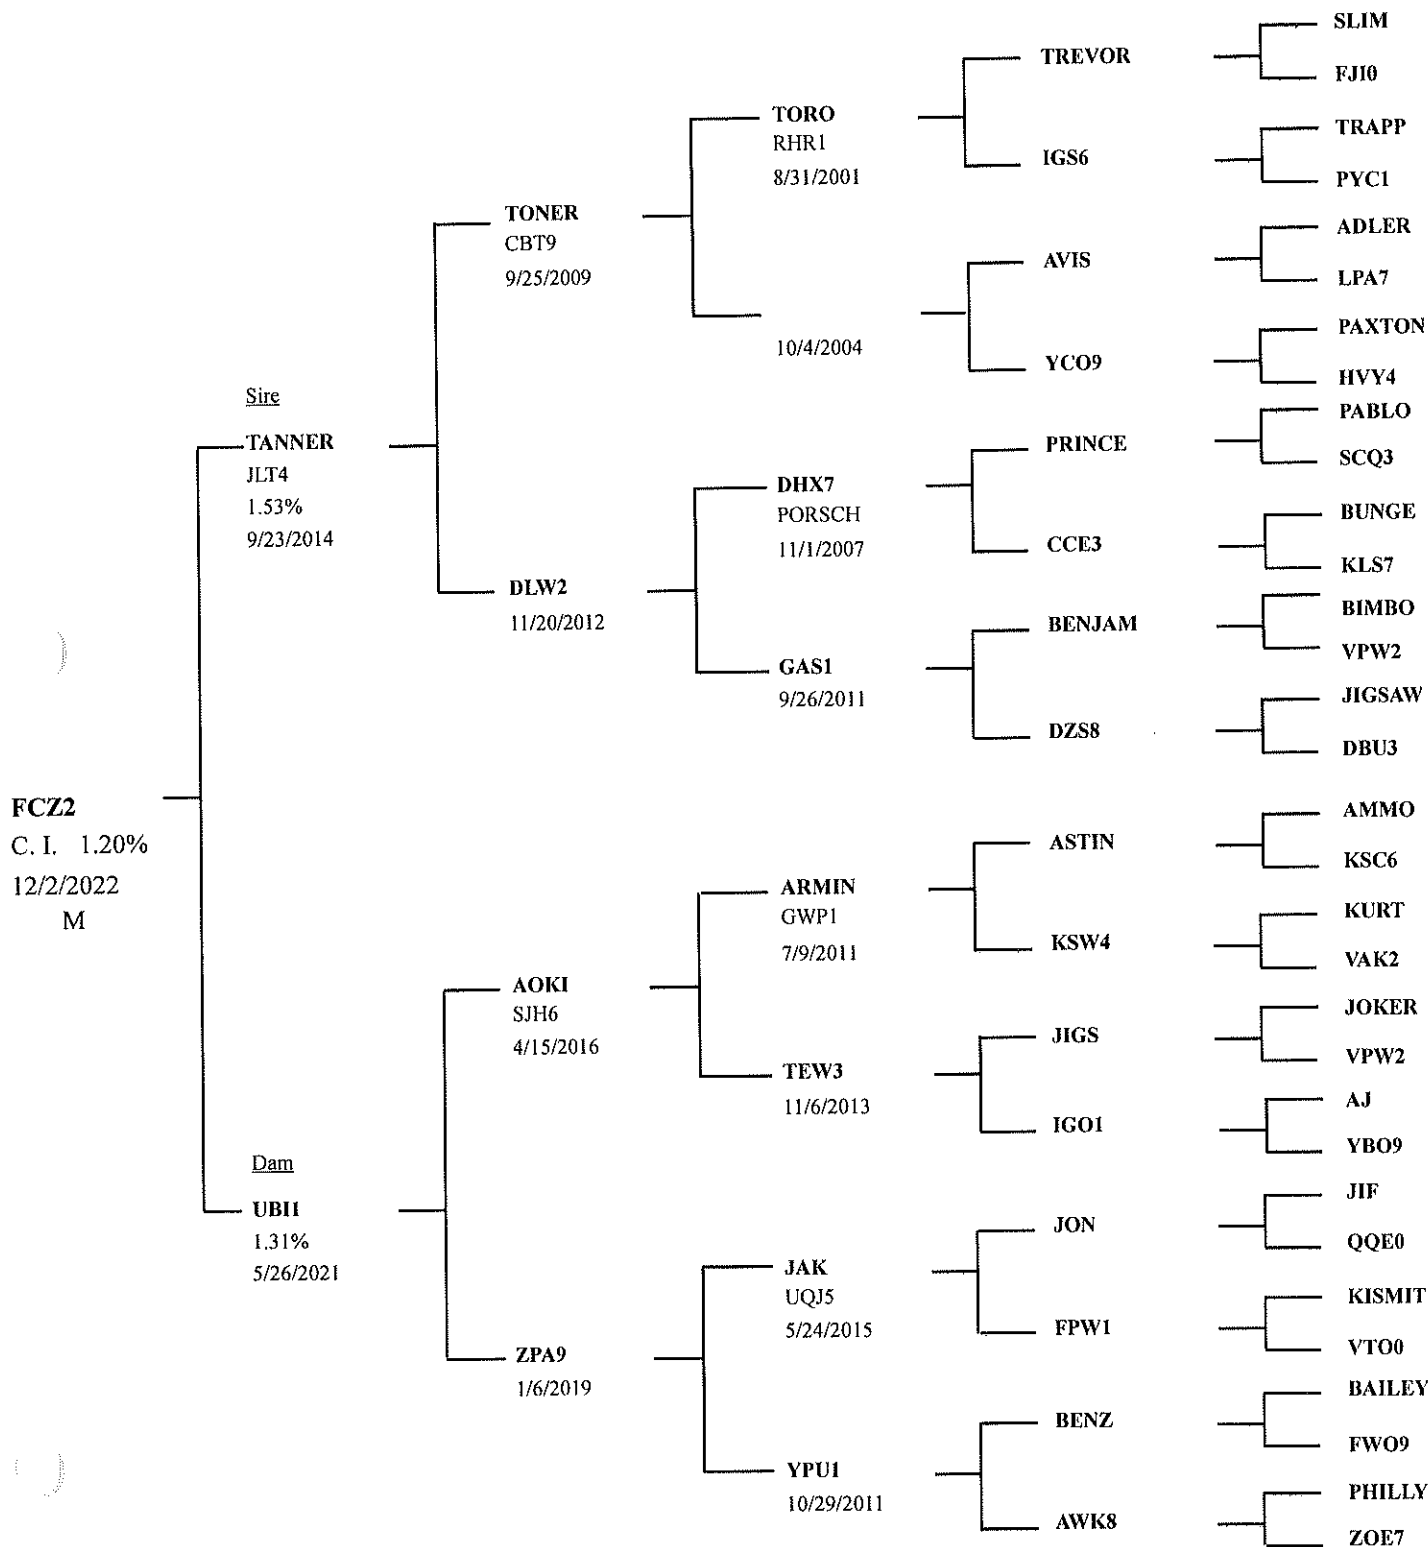 FCZ2
C. I. 1.20%
12/2/2022
M
Sire
TANNER
JLT4
1.53%
9/23/2014
Dam
UBI1
1.31%
5/26/2021
TONER
CBT9
9/25/2009
DLW2
11/20/2012
AOKI
SJH6
4/15/2016
ZPA9
1/6/2019
TORO
RHR1
8/31/2001
10/4/2004
DHX7
PORSCH
11/1/2007
GAS1
9/26/2011
ARMIN
GWP1
7/9/2011
TEW3
11/6/2013
JAK
UQJ5
5/24/2015
YPU1
10/29/2011
TREVOR
IGS6
AVIS
YCO9
PRINCE
CCE3
BENJAM
DZS8
ASTIN
KSW4
JIGS
IGO1
JON
FPW1
BENZ
AWK8
SLIM
FJI0
TRAPP
PYC1
ADLER
LPA7
PAXTON
HVY4
PABLO
SCQ3
BUNGE
KLS7
BIMBO
VPW2
JIGSAW
DBU3
AMMO
KSC6
KURT
VAK2
JOKER
VPW2
AJ
YBO9
JIF
QQE0
KISMIT
VTO0
BAILEY
FWO9
PHILLY
ZOE7